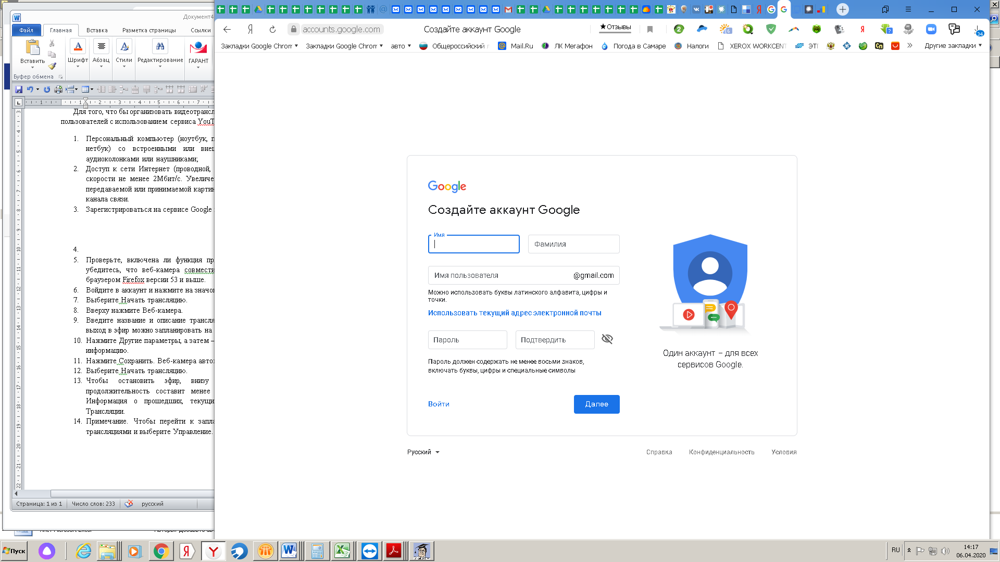 Документ4
Файл Главная Вставка Разметка страницы Ссылки
Вставить Шрифт Абзац Стили Редактирование ГАРАНТ
Буфер обмена
Для того, что бы организовать видеотрансл
пользователей с использованием сервиса YouT
1. Персональный компьютер (ноутбук, п
нетбук) со встроенными или внеш
аудиоколонками или наушниками;
2. Доступ к сети Интернет (проводной,
скорости не менее 2Мбит/с. Увеличе
передаваемой или принимаемой картин
канала связи.
3. Зарегистрироваться на сервисе Google
4.
5. Проверьте, включена ли функция пр
убедитесь, что веб-камера совмести
браузером Firefox версии 53 и выше.
6. Войдите в аккаунт и нажмите на значо
7. Выберите Начать трансляцию.
8. Вверху нажмите Веб-камера.
9. Введите название и описание трансля
выход в эфир можно запланировать на
10. Нажмите Другие параметры, а затем –
информацию.
11. Нажмите Сохранить. Веб-камера автом
12. Выберите Начать трансляцию.
13. Чтобы остановить эфир, внизу
продолжительность составит менее
Информация о прошедших, текущи
Трансляции.
14. Примечание. Чтобы перейти к запла
трансляциями и выберите Управление.
Страница: 1 из 1 Число слов: 233 русский
accounts.google.com Создайте аккаунт Google ★Отзывы
Закладки Google Chrom Закладки Google Chrom авто Общероссийский Mail.Ru ЛК Мегафон Погода в Самаре Налоги XEROX WORKCENT ЭТП » Другие закладки
Google
Создайте аккаунт Google
Имя
Фамилия
Имя пользователя @gmail.com
Можно использовать буквы латинского алфавита, цифры и
точки.
Использовать текущий адрес электронной почты
Пароль Подтвердить
Пароль должен содержать не менее восьми знаков,
включать буквы, цифры и специальные символы
Войти Далее
Один аккаунт – для всех
сервисов Google.
Русский Справка Конфиденциальность Условия
Пуск
RU
14:17
06.04.2020